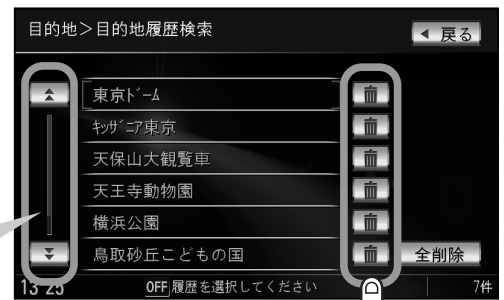 目的地>目的地履歴検索
戻る
東京ドーム
キッザニア東京
天保山大観覧車
天王寺動物園
横浜公園
鳥取砂丘こどもの国
全削除
13 25
OFF 履歴を選択してください
7件